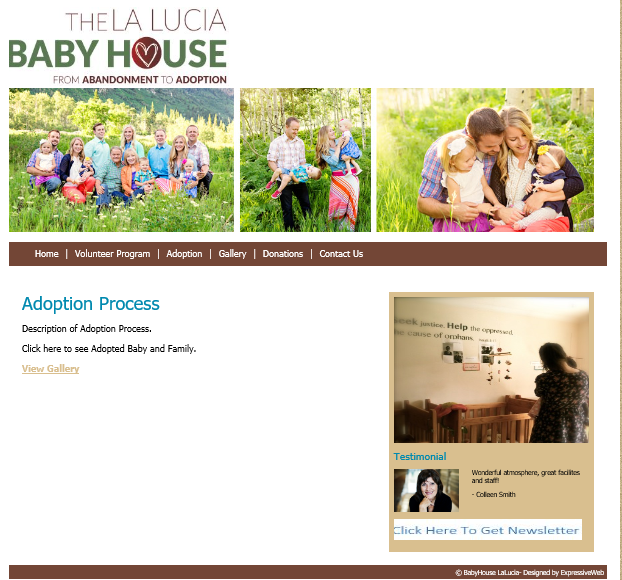 THE LA LUCIA
BABY HOUSE
FROM ABANDONMENT TO ADOPTION
Home | Volunteer Program | Adoption | Gallery | Donations | Contact Us
Adoption Process
Description of Adoption Process.
Click here to see Adopted Baby and Family.
View Gallery
seek justice. Help the oppressed.
the cause of orphans.
Testimonial
Wonderful atmosphere, great facilites
and staff!
- Colleen Smith
Click Here To Get Newsletter
© BabyHouse LaLucia- Designed by ExpressiveWeb